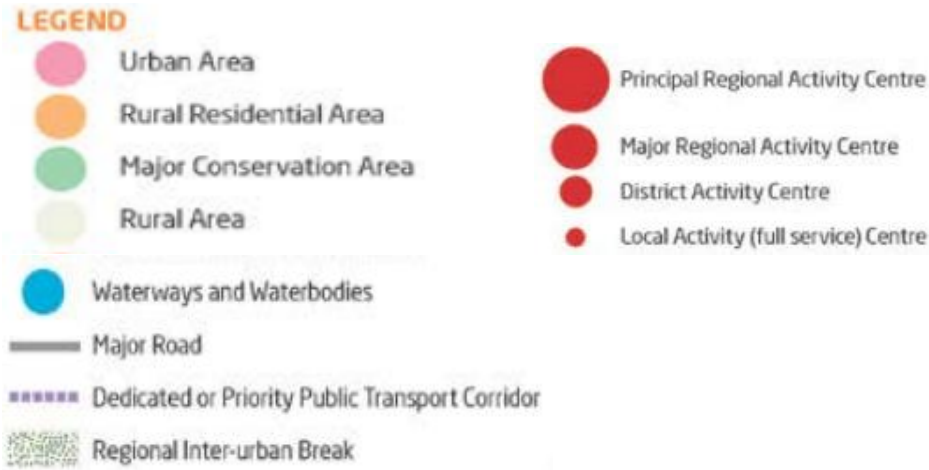 LEGEND
Urban Area
Rural Residential Area
Major Conservation Area
Rural Area
Waterways and Waterbodies
Major Road
Dedicated or Priority Public Transport Corridor
Regional Inter-urban Break
Principal Regional Activity Centre
Major Regional Activity Centre
District Activity Centre
Local Activity (full service) Centre